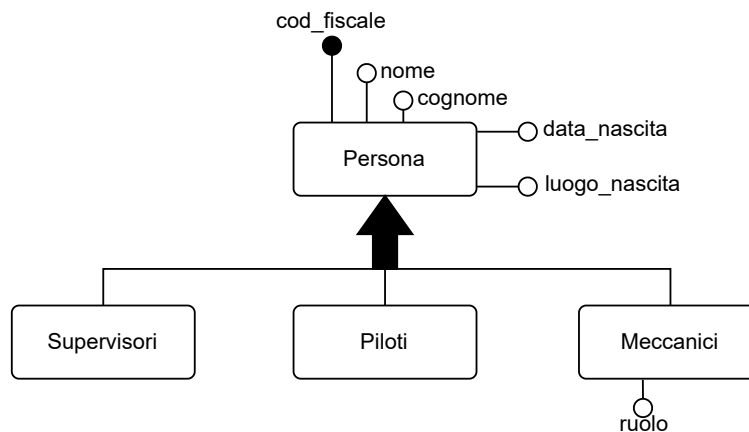 cod_fiscale
nome
cognome
data_nascita
Persona
luogo_nascita
Supervisori
Piloti
Meccanici
ruolo